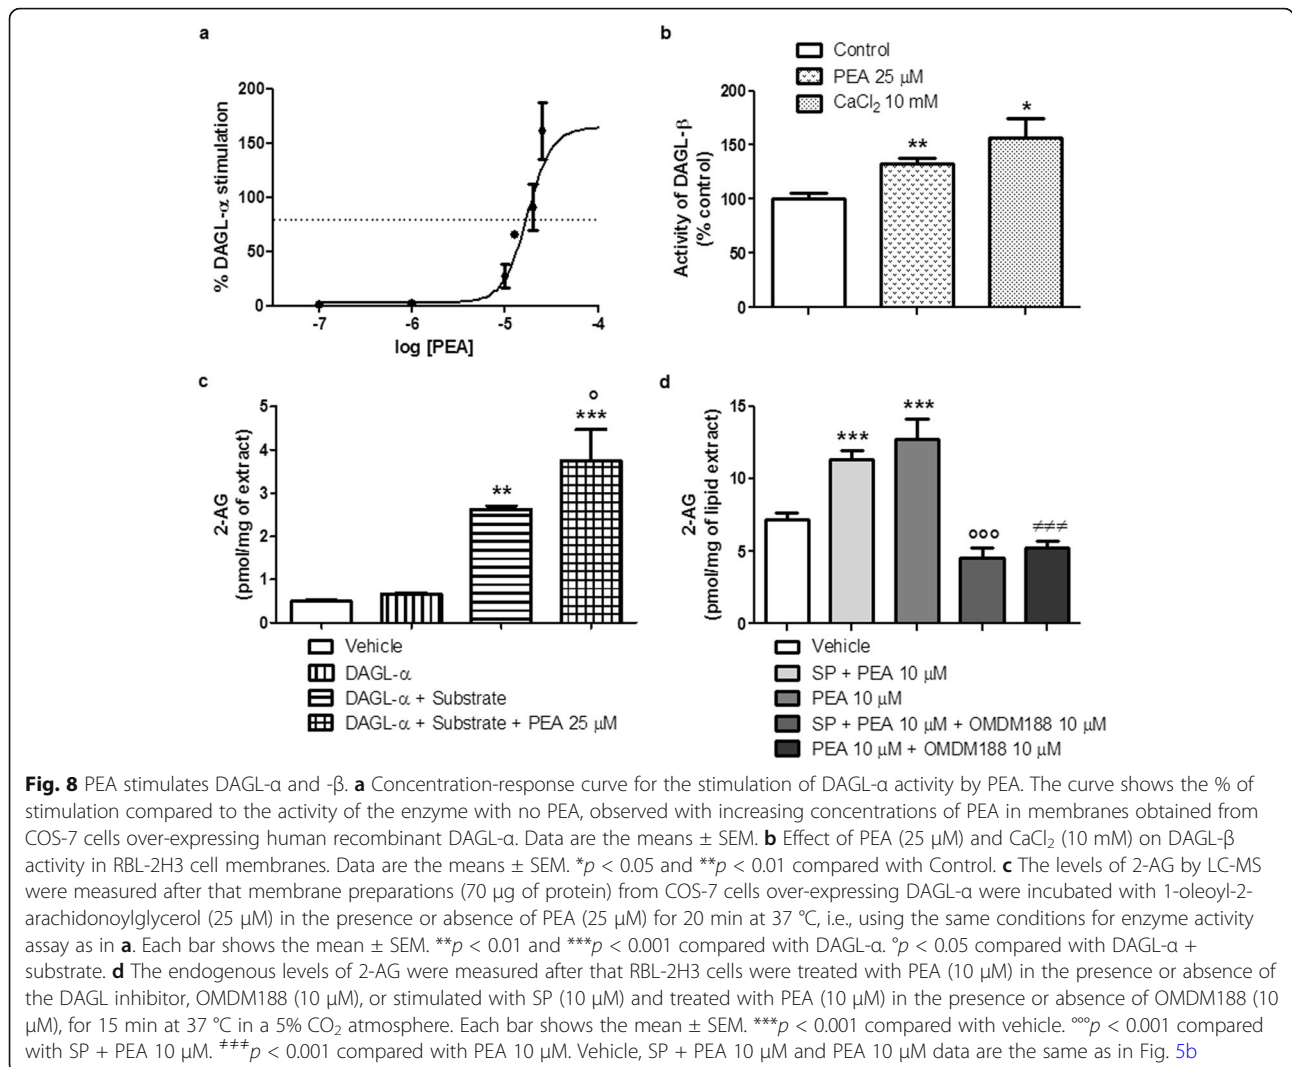 a
200
150
100
50
0
% DAGL-α stimulation
-7
-6
-5
-4
log [PEA]
b
Control
PEA 25 μM
CaCl₂ 10 mM
200
150
100
50
0
Activity of DAGL-β
(% control)
**
*
c
5
4
3
2
1
0
2-AG
(pmol/mg of extract)
**
°
***
Vehicle
DAGL-α
DAGL-α + Substrate
DAGL-α + Substrate + PEA 25 μM
d
15
10
5
0
2-AG
(pmol/mg of lipid extract)
***
***
°°°
≠≠≠
Vehicle
SP + PEA 10 μM
PEA 10 μM
SP + PEA 10 μM + OMDM188 10 μM
PEA 10 μM + OMDM188 10 μM
Fig. 8 PEA stimulates DAGL-α and -β. a Concentration-response curve for the stimulation of DAGL-α activity by PEA. The curve shows the % of
stimulation compared to the activity of the enzyme with no PEA, observed with increasing concentrations of PEA in membranes obtained from
COS-7 cells over-expressing human recombinant DAGL-α. Data are the means ± SEM. b Effect of PEA (25 μM) and CaCl₂ (10 mM) on DAGL-β
activity in RBL-2H3 cell membranes. Data are the means ± SEM. *p < 0.05 and **p < 0.01 compared with Control. c The levels of 2-AG by LC-MS
were measured after that membrane preparations (70 μg of protein) from COS-7 cells over-expressing DAGL-α were incubated with 1-oleoyl-2-
arachidonoylglycerol (25 μM) in the presence or absence of PEA (25 μM) for 20 min at 37 °C, i.e., using the same conditions for enzyme activity
assay as in a. Each bar shows the mean ± SEM. **p < 0.01 and ***p < 0.001 compared with DAGL-α. °p < 0.05 compared with DAGL-α +
substrate. d The endogenous levels of 2-AG were measured after that RBL-2H3 cells were treated with PEA (10 μM) in the presence or absence of
the DAGL inhibitor, OMDM188 (10 μM), or stimulated with SP (10 μM) and treated with PEA (10 μM) in the presence or absence of OMDM188 (10
μM), for 15 min at 37 °C in a 5% CO₂ atmosphere. Each bar shows the mean ± SEM. ***p < 0.001 compared with vehicle. °°°p < 0.001 compared
with SP + PEA 10 μM. ≠≠≠p < 0.001 compared with PEA 10 μM. Vehicle, SP + PEA 10 μM and PEA 10 μM data are the same as in Fig. 5b